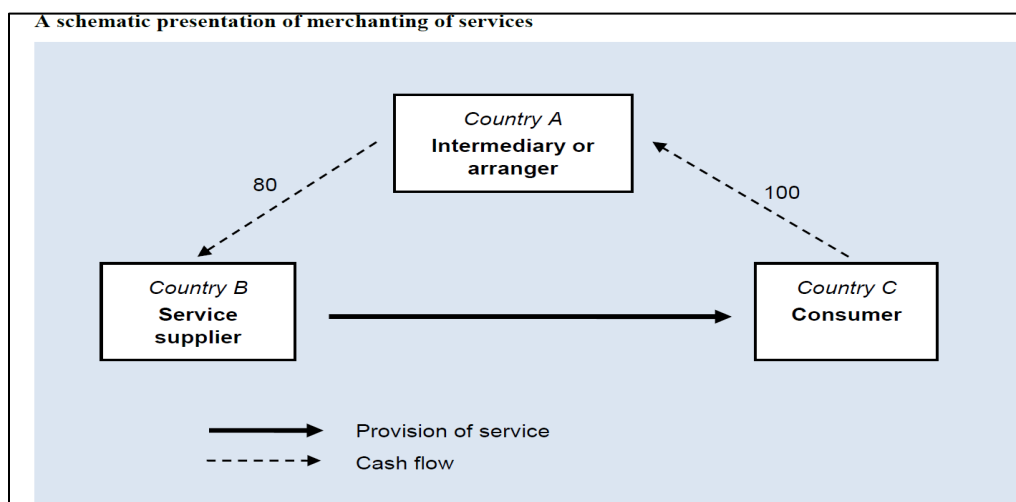 A schematic presentation of merchanting of services
Country A
Intermediary or
arranger
80
100
Country B
Service
supplier
Country C
Consumer
Provision of service
Cash flow